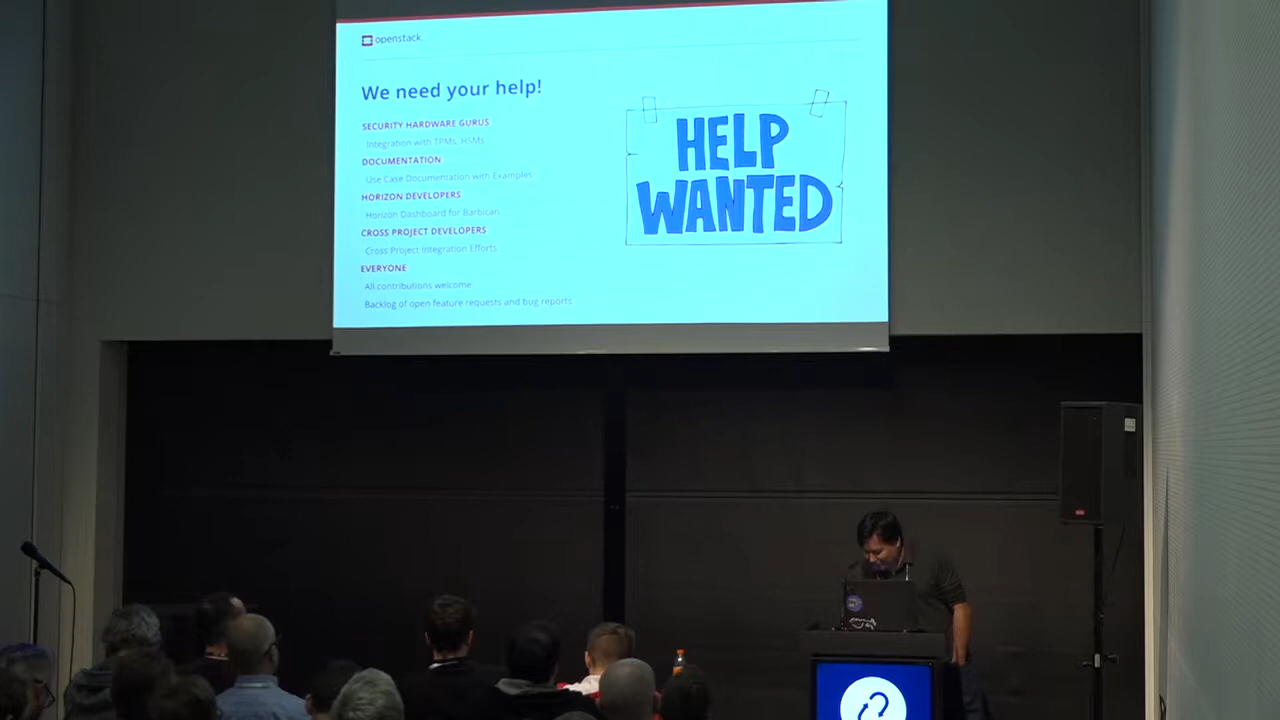 openstack.
We need your help!
SECURITY HARDWARE GURUS
Integration with TPMs, HSMs
DOCUMENTATION
Use Case Documentation with Examples
HORIZON DEVELOPERS
Horizon Dashboard for Barbican
CROSS PROJECT DEVELOPERS
Cross Project Integration Efforts
EVERYONE
All contributions welcome
Backlog of open feature requests and bug reports
HELP
WANTED